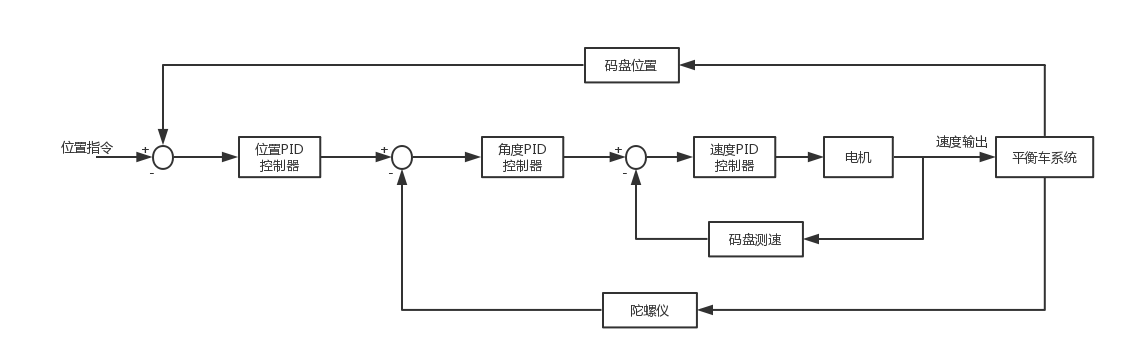 码盘位置
位置指令
+
-
位置PID
控制器
+
-
角度PID
控制器
+
-
速度PID
控制器
电机
速度输出
平衡车系统
码盘测速
陀螺仪